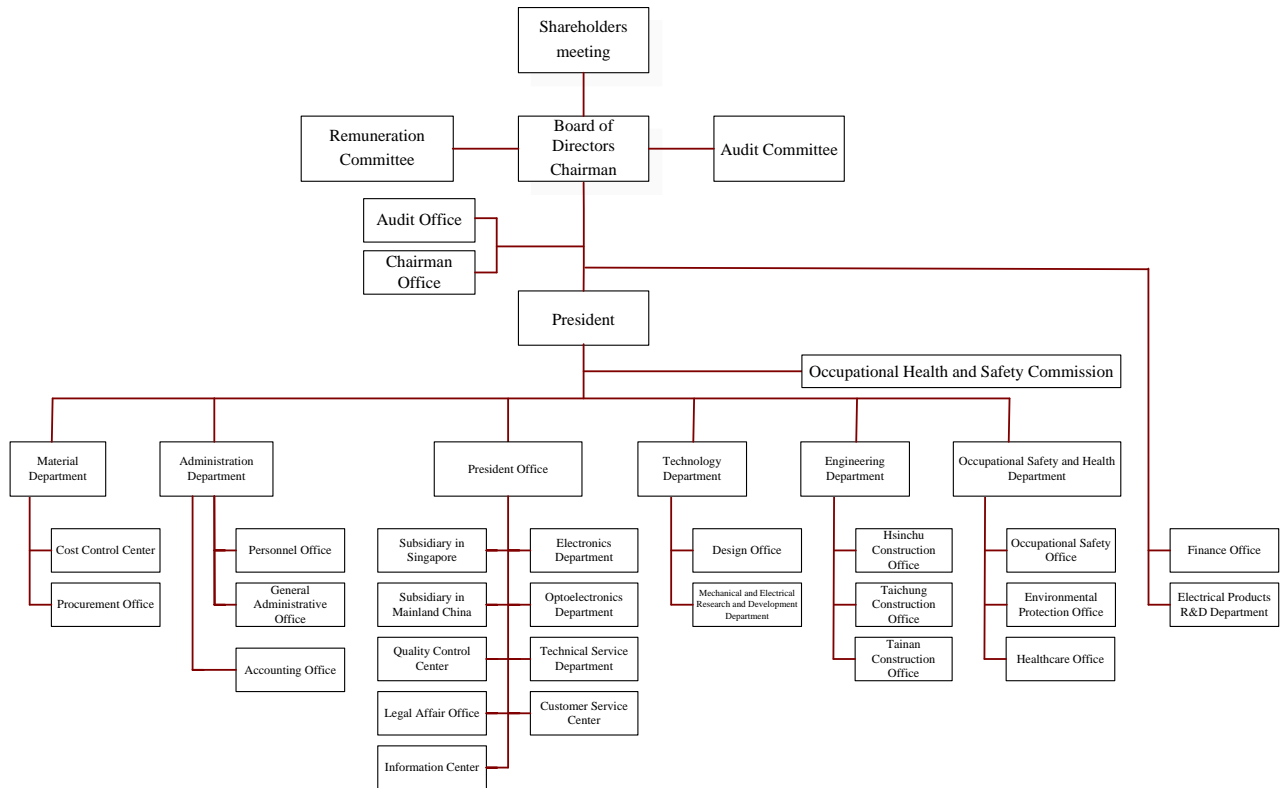 Shareholders
meeting
Remuneration
Committee
Board of
Directors
Chairman
Audit Committee
Audit Office
Chairman
Office
President
Occupational Health and Safety Commission
Material
Department
Administration
Department
President Office
Technology
Department
Engineering
Department
Occupational Safety and Health
Department
Cost Control Center
Procurement Office
Personnel Office
General
Administrative
Office
Accounting Office
Subsidiary in
Singapore
Electronics
Department
Subsidiary in
Mainland China
Optoelectronics
Department
Quality Control
Center
Technical Service
Department
Legal Affair Office
Customer Service
Center
Information Center
Design Office
Mechanical and Electrical
Research and Development
Department
Hsinchu
Construction
Office
Taichung
Construction
Office
Tainan
Construction
Office
Occupational Safety
Office
Environmental
Protection Office
Healthcare Office
Finance Office
Electrical Products
R&D Department